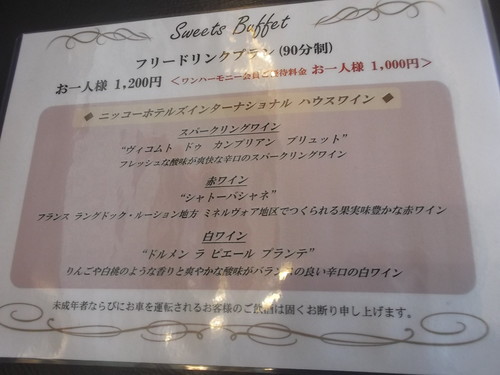 Sweets Buffet
フリードリンクプラン (90分制)
お一人様 1,200円 <ワンハーモニー会員ご優待料金 お一人様 1,000円>
◆ ニッコーホテルズインターナショナル ハウスワイン ◆
スパークリングワイン
“ヴィコムト ドゥ カンプリアン ブリュット”
フレッシュな酸味が爽快な辛口のスパークリングワイン
赤ワイン
“シャトーパシャネ”
フランス ラングドック・ルーション地方 ミネルヴォア地区でつくられる果実味豊かな赤ワイン
白ワイン
“ドルメン ラ ピエール プランテ”
りんごや白桃のような香りと爽やかな酸味がバランスの良い辛口の白ワイン
未成年者ならびにお車を運転されるお客様のご飲酒は固くお断り申し上げます。